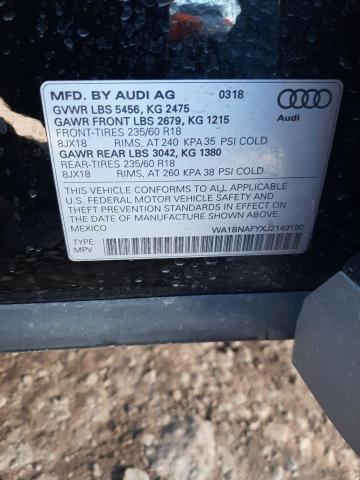 MFD. BY AUDI AG 0318
GVWR LBS 5456, KG 2475
GAWR FRONT LBS 2679, KG 1215
FRONT-TIRES 235/60 R18
8JX18 RIMS, AT 240 KPA 35 PSI COLD
GAWR REAR LBS 3042, KG 1380
REAR-TIRES 235/60 R18
8JX18 RIMS, AT 260 KPA 38 PSI COLD
Audi
THIS VEHICLE CONFORMS TO ALL APPLICABLE
U.S. FEDERAL MOTOR VEHICLE SAFETY, BUMPER, AND
THEFT PREVENTION STANDARDS IN EFFECT ON
THE DATE OF MANUFACTURE SHOWN ABOVE.
MEXICO
TYPE: WA1BNAFYXJ2149190
MPV